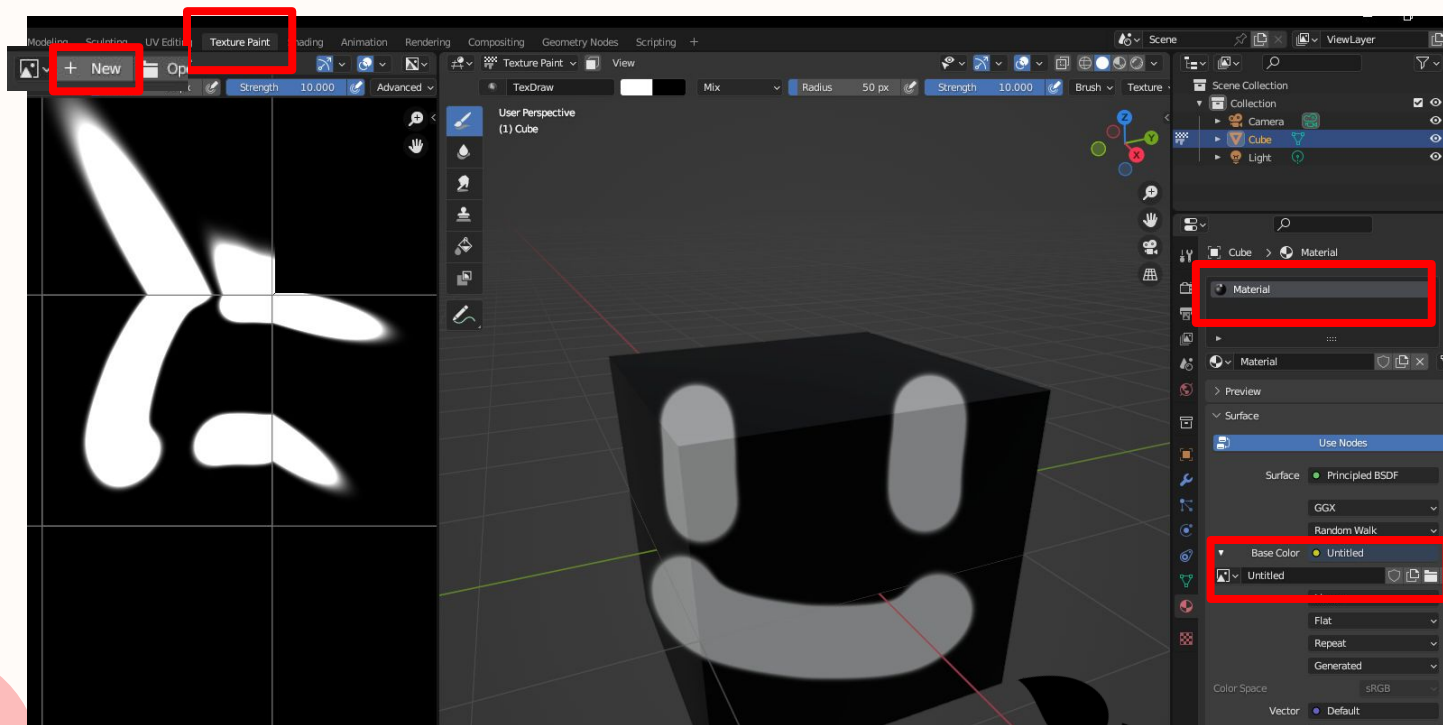 Modeling Sculpting UV Texture Paint Animation Rendering Compositing Geometry Nodes Scripting + Scene ViewLayer
+ New
Texture Paint View
Strength 10.000 Advanced
TexDraw Mix Radius 50 px Strength 10.000 Brush Texture
User Perspective
(1) Cube
Z
Y
X
Scene Collection
Collection
Camera
Cube
Light
Cube > Material
Material
Material
Preview
Surface
Use Nodes
Surface Principled BSDF
GGX
Random Walk
Base Color Untitled
Untitled
Flat
Repeat
Generated
Color Space sRGB
Vector Default